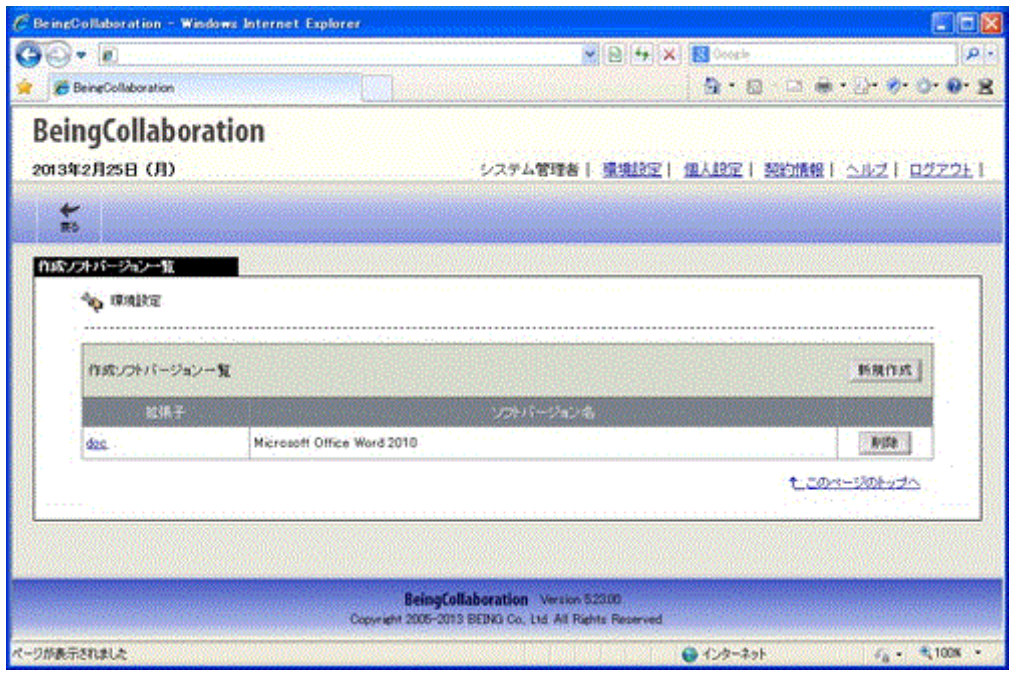 BeingCollaboration - Windows Internet Explorer
Google
BeingCollaboration
BeingCollaboration
2013年2月25日（月）
システム管理者 | 環境設定 | 個人設定 | 契約情報 | ヘルプ | ログアウト |
戻る
作成ソフトバージョン一覧
環境設定
作成ソフトバージョン一覧 新規作成
拡張子 ソフトバージョン名
doc Microsoft Office Word 2010 削除
このページのトップへ
BeingCollaboration Version 5.23.00
Copyright 2005-2013 BEING Co., Ltd. All Rights Reserved.
ページが表示されました インターネット 100%